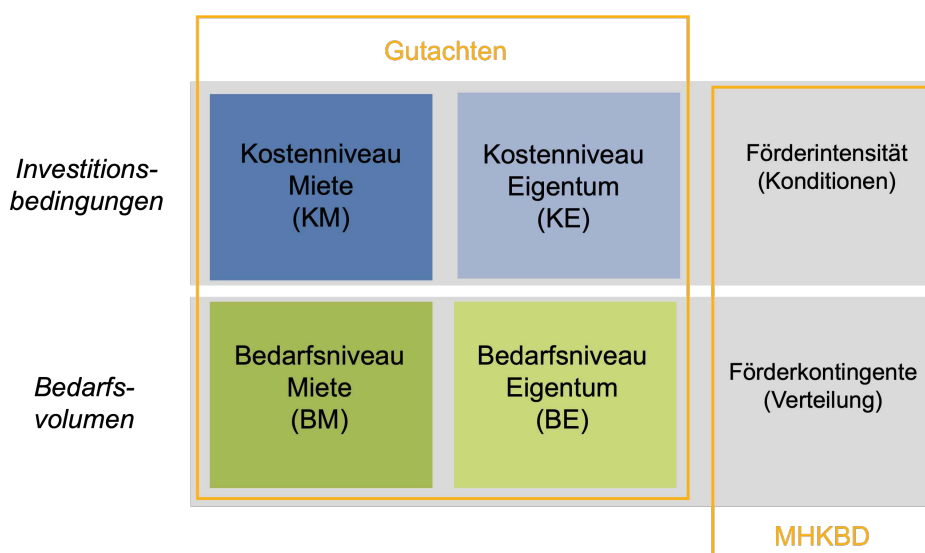 Gutachten
Investitions-
bedingungen
Kostenniveau
Miete
(KM)
Kostenniveau
Eigentum
(KE)
Förderintensität
(Konditionen)
Bedarfs-
volumen
Bedarfsniveau
Miete
(BM)
Bedarfsniveau
Eigentum
(BE)
Förderkontingente
(Verteilung)
MHKBD